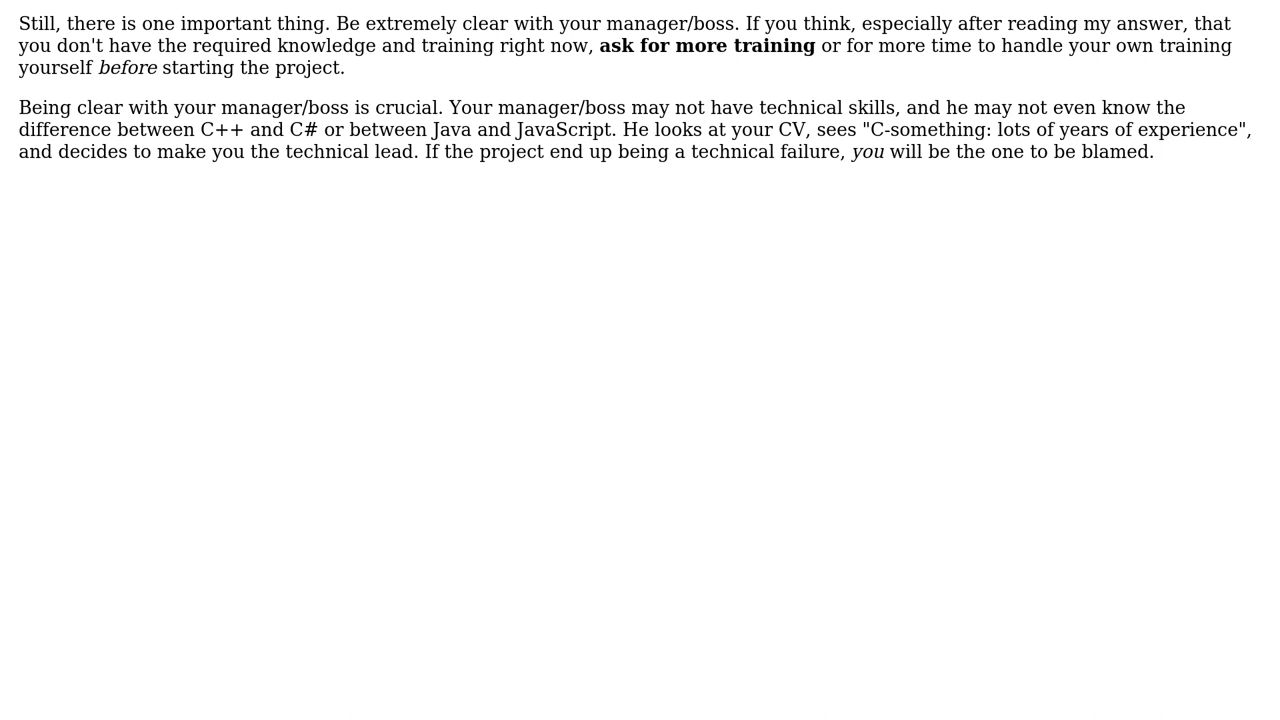 Still, there is one important thing. Be extremely clear with your manager/boss. If you think, especially after reading my answer, that
you don't have the required knowledge and training right now, ask for more training or for more time to handle your own training
yourself before starting the project.
Being clear with your manager/boss is crucial. Your manager/boss may not have technical skills, and he may not even know the
difference between C++ and C# or between Java and JavaScript. He looks at your CV, sees "C-something: lots of years of experience",
and decides to make you the technical lead. If the project end up being a technical failure, you will be the one to be blamed.